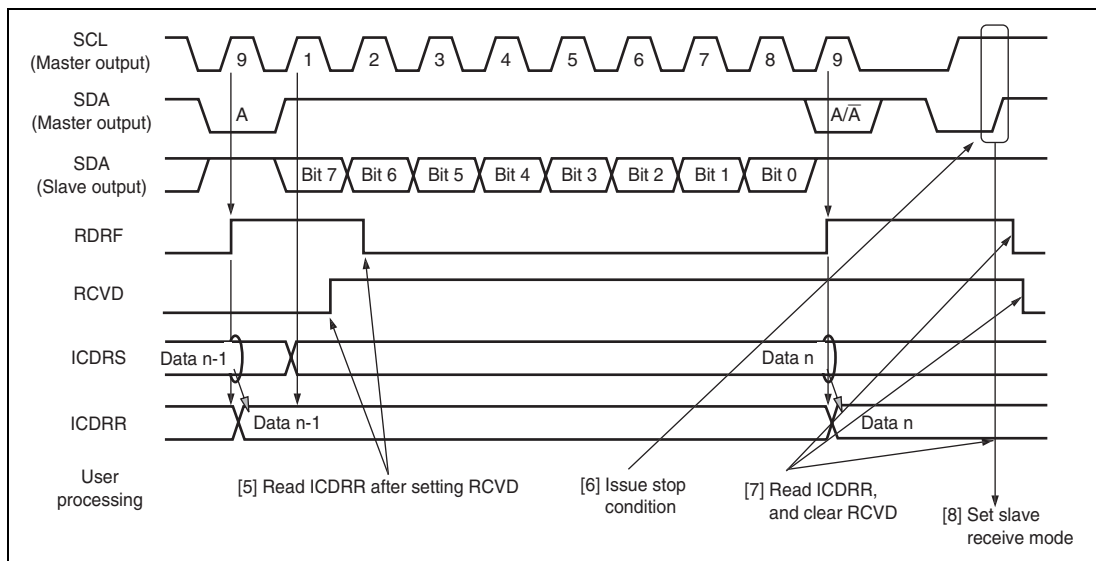 SCL
(Master output)
9 1 2 3 4 5 6 7 8 9
SDA
(Master output)
A A/A̅
SDA
(Slave output)
Bit 7 Bit 6 Bit 5 Bit 4 Bit 3 Bit 2 Bit 1 Bit 0
RDRF
RCVD
ICDRS
Data n-1 Data n
ICDRR
Data n-1 Data n
User
processing
[5] Read ICDRR after setting RCVD
[6] Issue stop
condition
[7] Read ICDRR,
and clear RCVD
[8] Set slave
receive mode